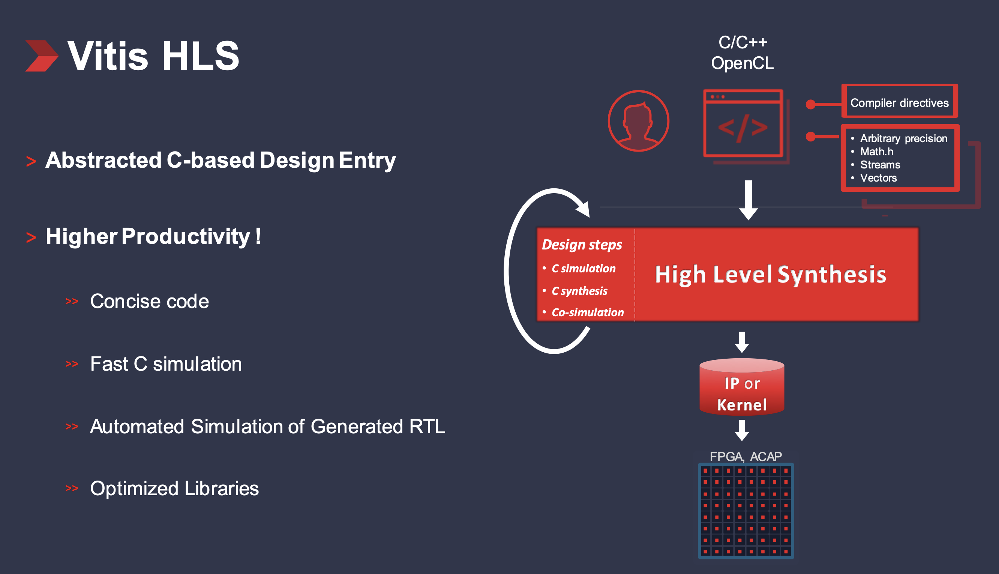 Vitis HLS
> Abstracted C-based Design Entry
> Higher Productivity !
>> Concise code
>> Fast C simulation
>> Automated Simulation of Generated RTL
>> Optimized Libraries
C/C++
OpenCL
</>
Compiler directives
• Arbitrary precision
• Math.h
• Streams
• Vectors
Design steps
• C simulation
• C synthesis
• Co-simulation
High Level Synthesis
IP or
Kernel
FPGA, ACAP